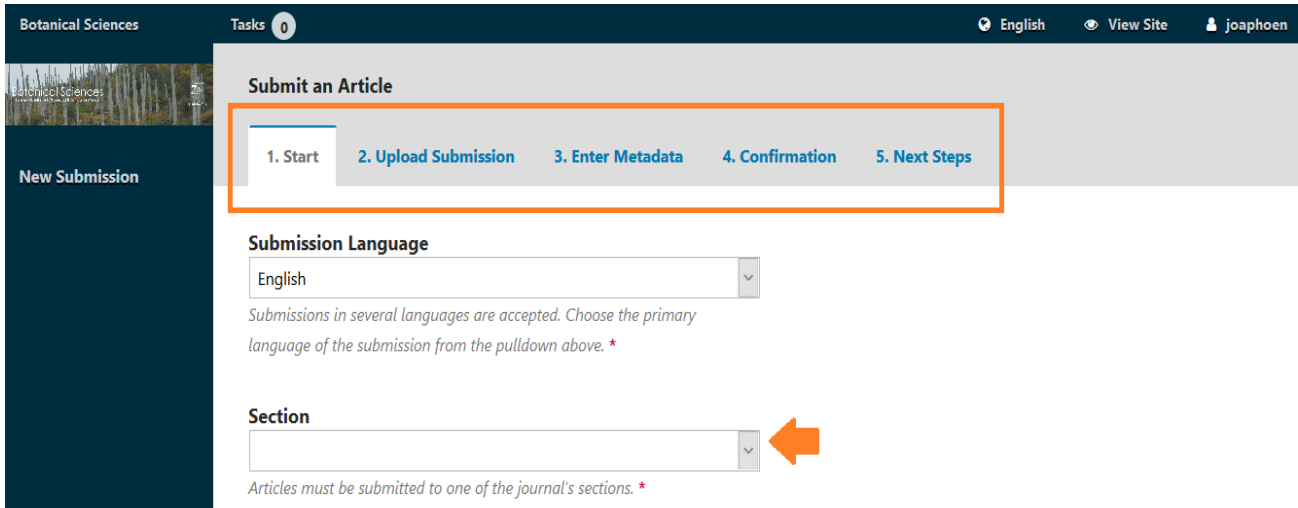 Botanical Sciences
Tasks 0
English
View Site
joaphoen
Botanical Sciences
New Submission
Submit an Article
1. Start
2. Upload Submission
3. Enter Metadata
4. Confirmation
5. Next Steps
Submission Language
English
Submissions in several languages are accepted. Choose the primary
language of the submission from the pulldown above. *
Section
Articles must be submitted to one of the journal's sections. *